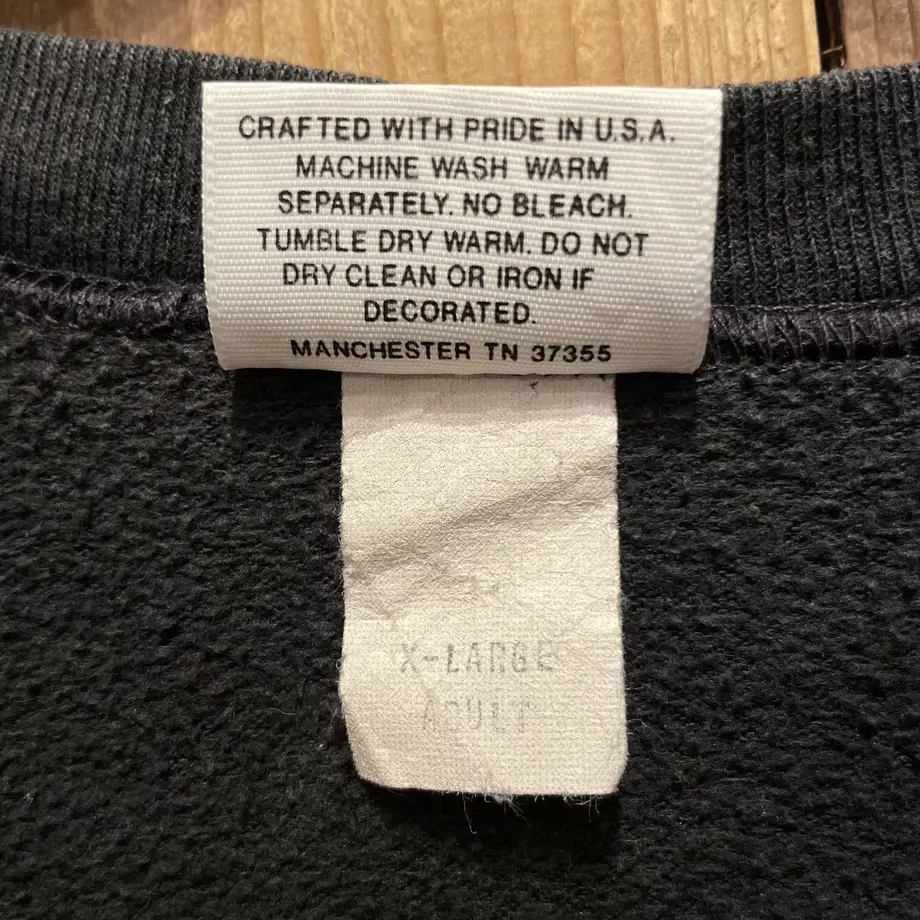 CRAFTED WITH PRIDE IN U.S.A.
MACHINE WASH WARM
SEPARATELY. NO BLEACH.
TUMBLE DRY WARM. DO NOT
DRY CLEAN OR IRON IF
DECORATED.
MANCHESTER TN 37355
X-LARGE
ADULT